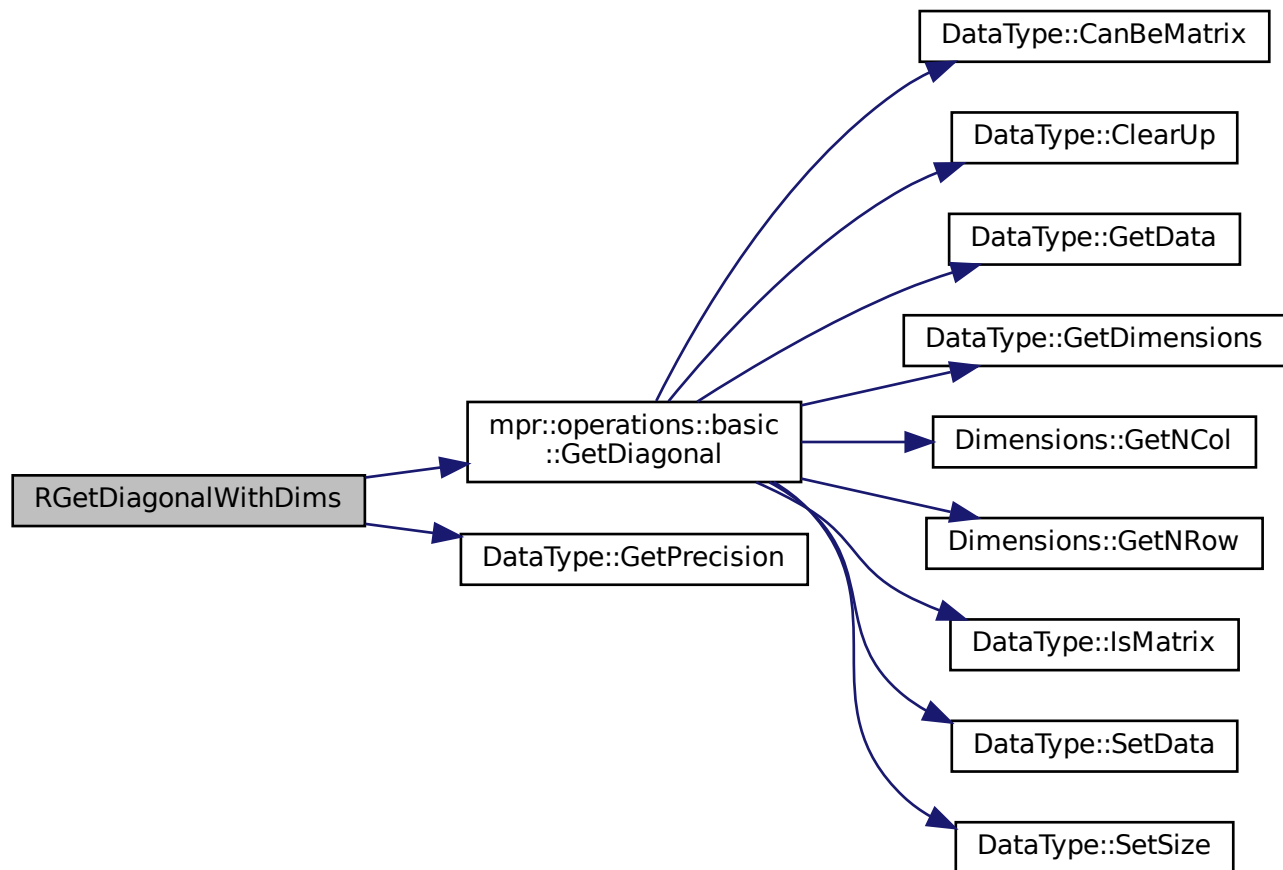 RGetDiagonalWithDims
mpr::operations::basic
::GetDiagonal
DataType::GetPrecision
DataType::CanBeMatrix
DataType::ClearUp
DataType::GetData
DataType::GetDimensions
Dimensions::GetNCol
Dimensions::GetNRow
DataType::IsMatrix
DataType::SetData
DataType::SetSize